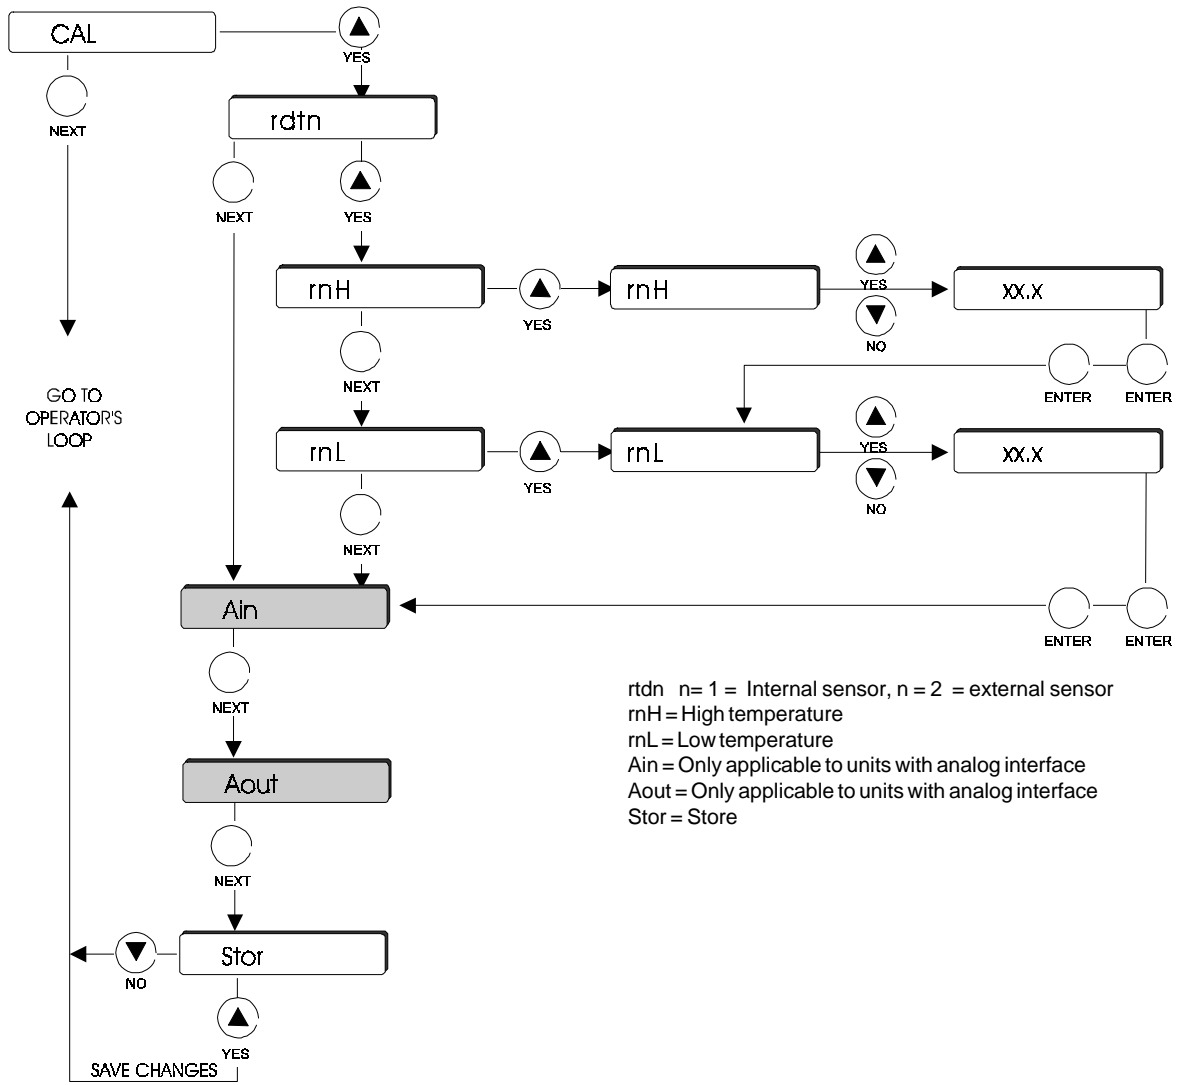 CAL
YES
NEXT
rdtn
NEXT
YES
rnH
YES
rnH
YES
NO
xx.x
NEXT
ENTER
ENTER
GO TO
OPERATOR'S
LOOP
rnL
YES
rnL
YES
NO
xx.x
NEXT
Ain
ENTER
ENTER
NEXT
rtdn n= 1 = Internal sensor, n = 2 = external sensor
rnH = High temperature
rnL = Low temperature
Ain = Only applicable to units with analog interface
Aout = Only applicable to units with analog interface
Stor = Store
Aout
NEXT
Stor
NO
YES
SAVE CHANGES